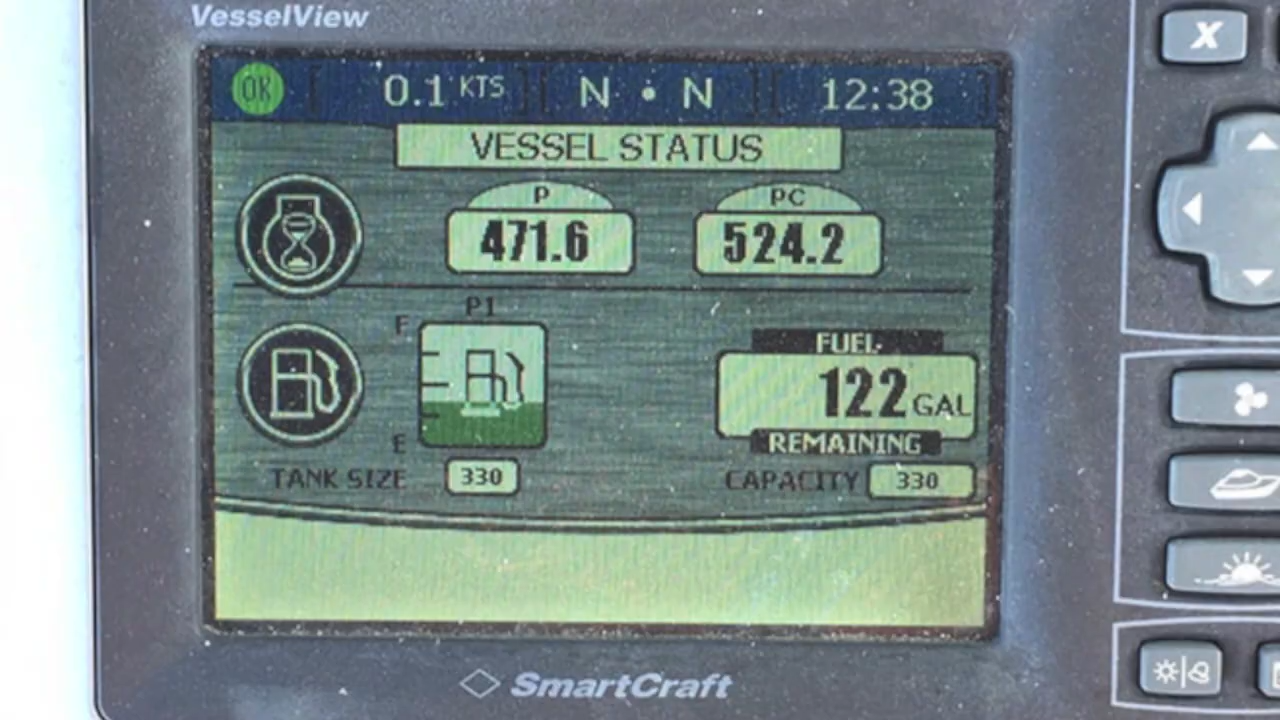 VesselView
OK 0.1 KTS N • N 12:38
VESSEL STATUS
P PC
471.6 524.2
P1
F
FUEL
122 GAL
E
REMAINING
TANK SIZE 330 CAPACITY 330
SmartCraft
X